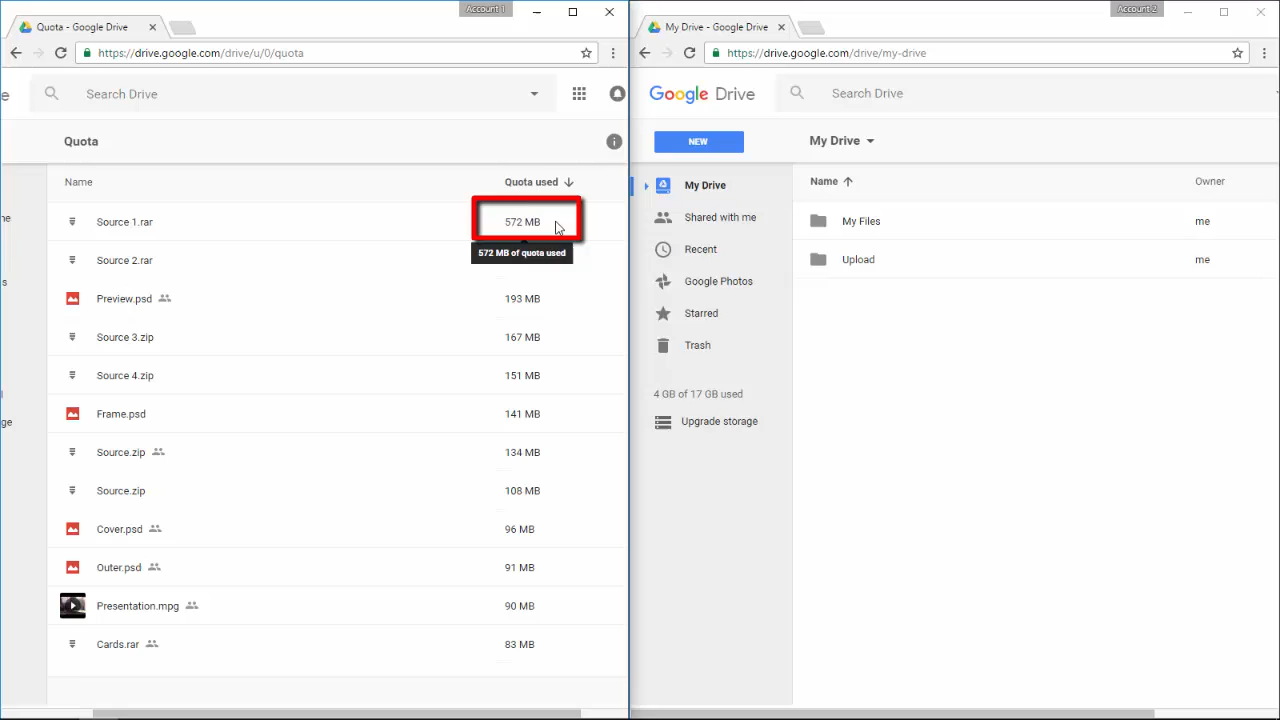 Account 1
Quota - Google Drive
https://drive.google.com/drive/u/0/quota
e
Search Drive
Quota
Name
Quota used
Source 1.rar
572 MB
572 MB of quota used
Source 2.rar
Preview.psd
193 MB
Source 3.zip
167 MB
Source 4.zip
151 MB
Frame.psd
141 MB
Source.zip
134 MB
Source.zip
108 MB
Cover.psd
96 MB
Outer.psd
91 MB
Presentation.mpg
90 MB
Cards.rar
83 MB
ne
s
l
ge
Account 2
My Drive - Google Drive
https://drive.google.com/drive/my-drive
Google Drive
Search Drive
NEW
My Drive
My Drive
Shared with me
Recent
Google Photos
Starred
Trash
4 GB of 17 GB used
Upgrade storage
Name
Owner
My Files
me
Upload
me